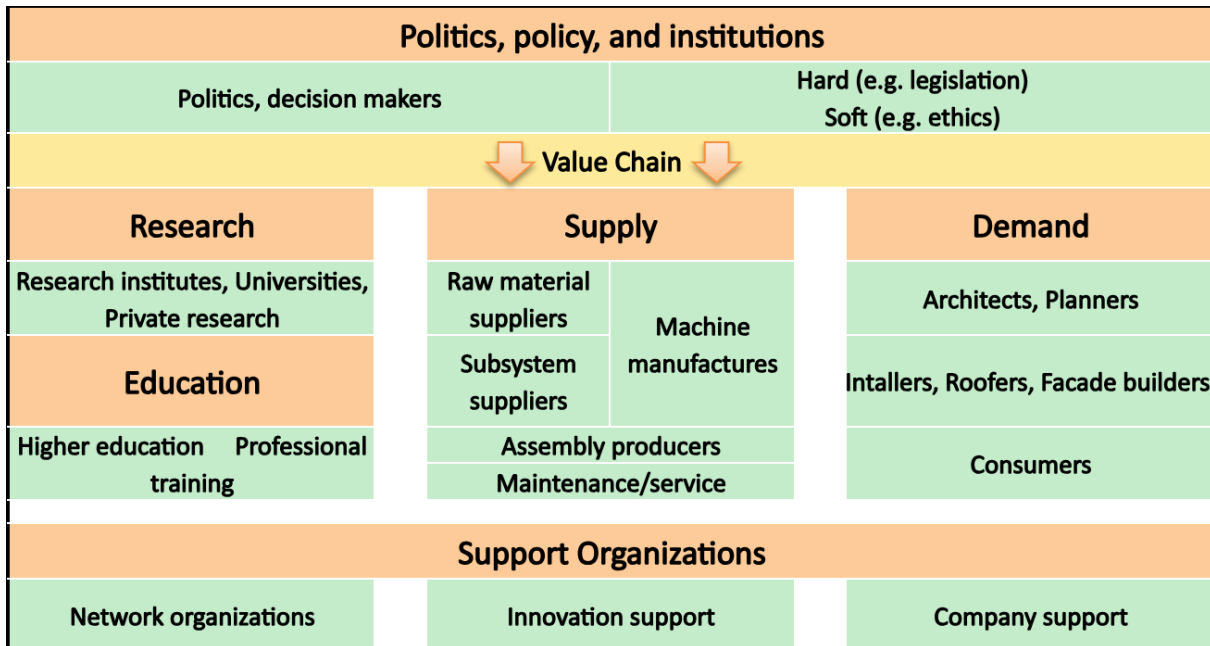 Politics, policy, and institutions
Politics, decision makers
Hard (e.g. legislation)
Soft (e.g. ethics)
Value Chain
Research
Supply
Demand
Research institutes, Universities,
Private research
Raw material
suppliers
Machine
manufactures
Architects, Planners
Education
Subsystem
suppliers
Intallers, Roofers, Facade builders
Higher education Professional
training
Assembly producers
Maintenance/service
Consumers
Support Organizations
Network organizations
Innovation support
Company support